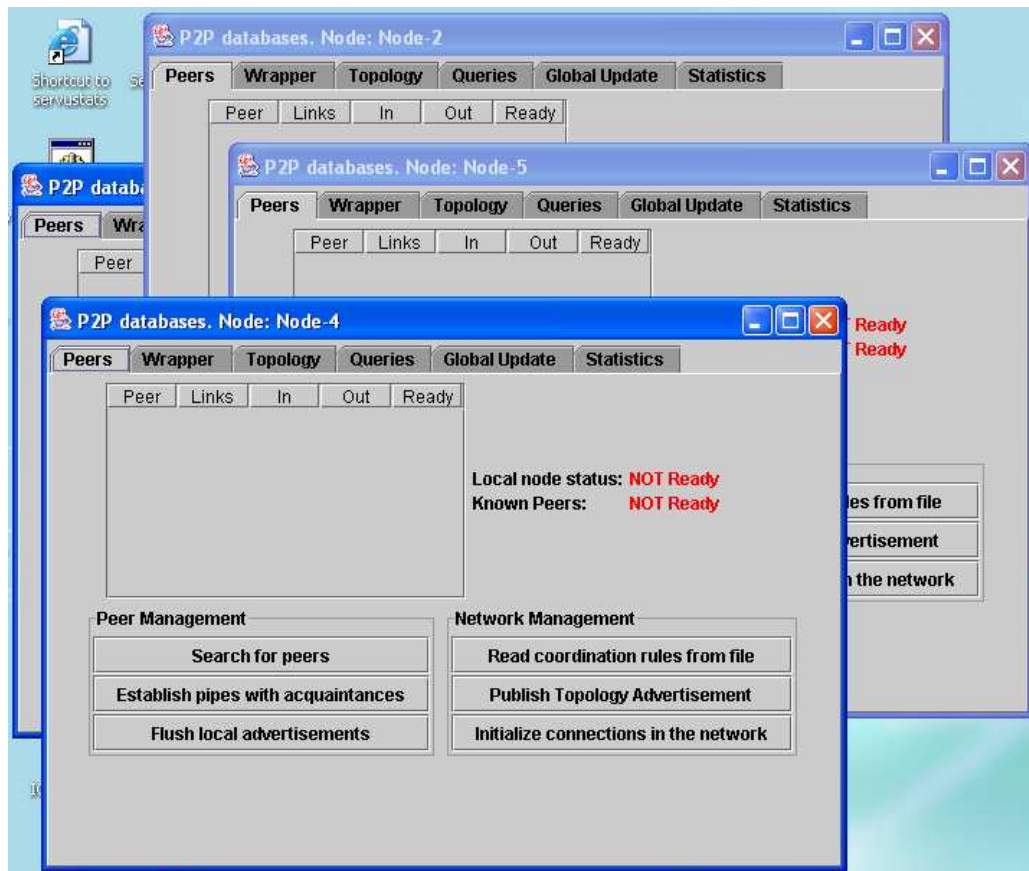 Shortcut to
servustats
P2P databases. Node: Node-2
Peers Wrapper Topology Queries Global Update Statistics
Peer Links In Out Ready
P2P databases. Node: Node-5
Peers Wrapper Topology Queries Global Update Statistics
Peer Links In Out Ready
Ready
Ready
les from file
vertisement
the network
P2P datab
Peers Wra
Peer
P2P databases. Node: Node-4
Peers Wrapper Topology Queries Global Update Statistics
Peer Links In Out Ready
Local node status: NOT Ready
Known Peers: NOT Ready
Peer Management
Search for peers
Establish pipes with acquaintances
Flush local advertisements
Network Management
Read coordination rules from file
Publish Topology Advertisement
Initialize connections in the network